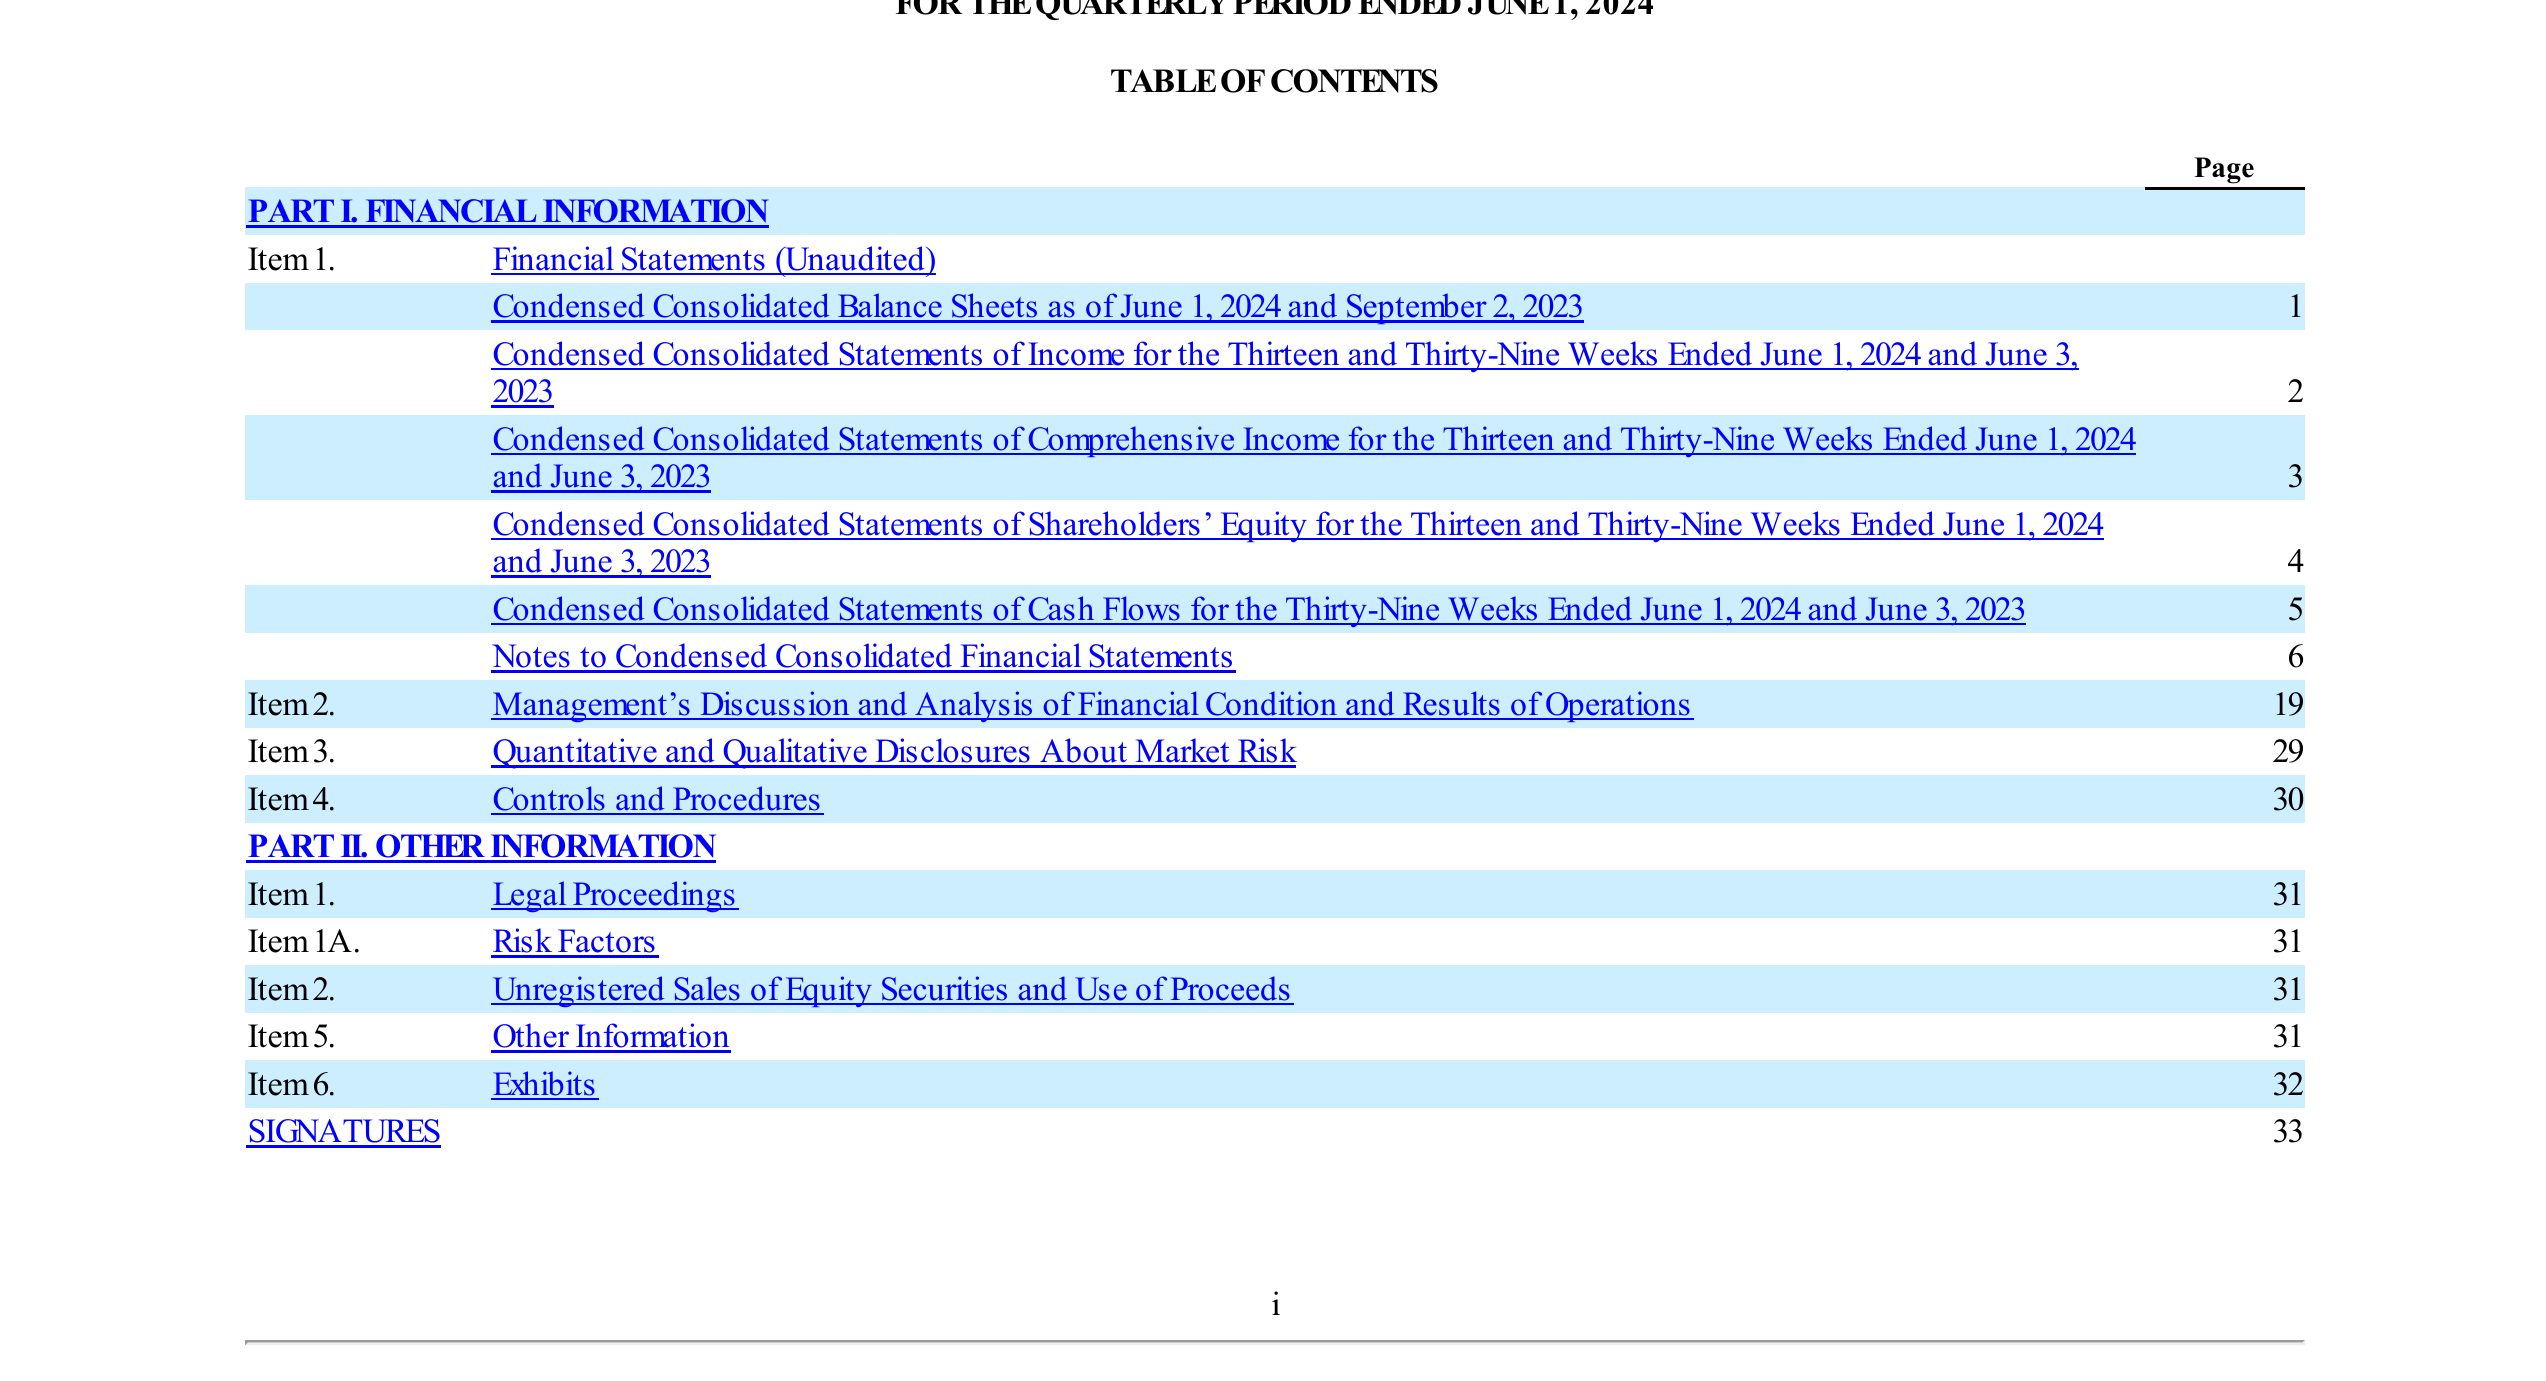 FOR THE QUARTERLY PERIOD ENDED JUNE 1, 2024
TABLE OF CONTENTS
Page
PART I. FINANCIAL INFORMATION
Item 1. Financial Statements (Unaudited)
Condensed Consolidated Balance Sheets as of June 1, 2024 and September 2, 2023 1
Condensed Consolidated Statements of Income for the Thirteen and Thirty-Nine Weeks Ended June 1, 2024 and June 3,
2023 2
Condensed Consolidated Statements of Comprehensive Income for the Thirteen and Thirty-Nine Weeks Ended June 1, 2024
and June 3, 2023 3
Condensed Consolidated Statements of Shareholders’ Equity for the Thirteen and Thirty-Nine Weeks Ended June 1, 2024
and June 3, 2023 4
Condensed Consolidated Statements of Cash Flows for the Thirty-Nine Weeks Ended June 1, 2024 and June 3, 2023 5
Notes to Condensed Consolidated Financial Statements 6
Item 2. Management’s Discussion and Analysis of Financial Condition and Results of Operations 19
Item 3. Quantitative and Qualitative Disclosures About Market Risk 29
Item 4. Controls and Procedures 30
PART II. OTHER INFORMATION
Item 1. Legal Proceedings 31
Item 1A. Risk Factors 31
Item 2. Unregistered Sales of Equity Securities and Use of Proceeds 31
Item 5. Other Information 31
Item 6. Exhibits 32
SIGNATURES 33
i